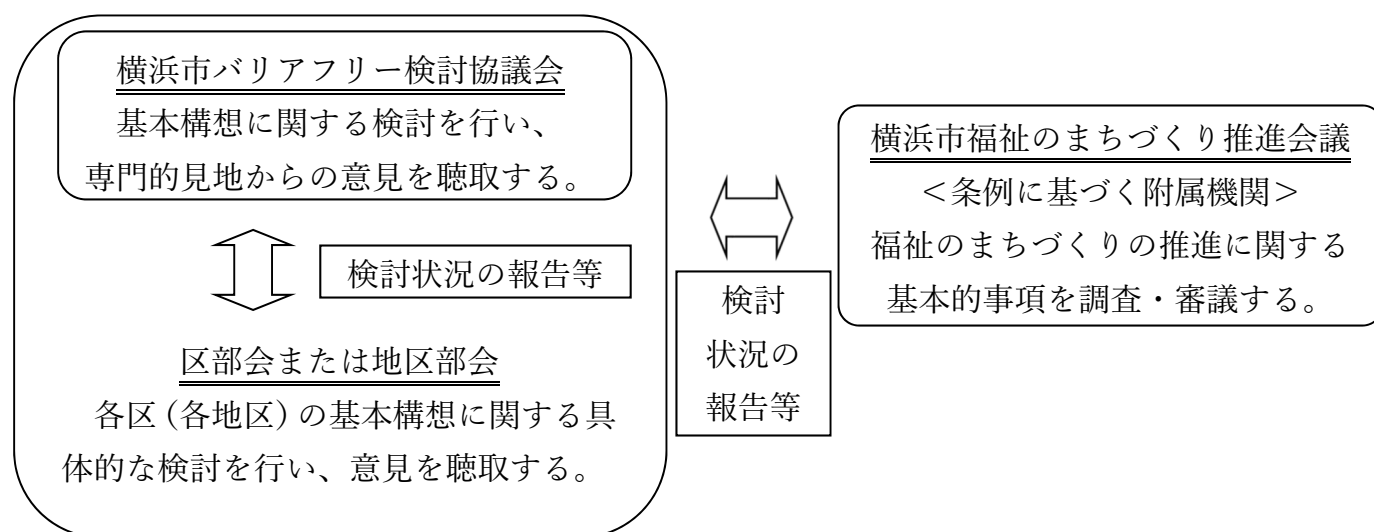 横浜市バリアフリー検討協議会
基本構想に関する検討を行い、
専門的見地からの意見を聴取する。
検討状況の報告等
区部会または地区部会
各区(各地区)の基本構想に関する具
体的な検討を行い、意見を聴取する。
検討
状況の
報告等
横浜市福祉のまちづくり推進会議
＜条例に基づく附属機関＞
福祉のまちづくりの推進に関する
基本的事項を調査・審議する。